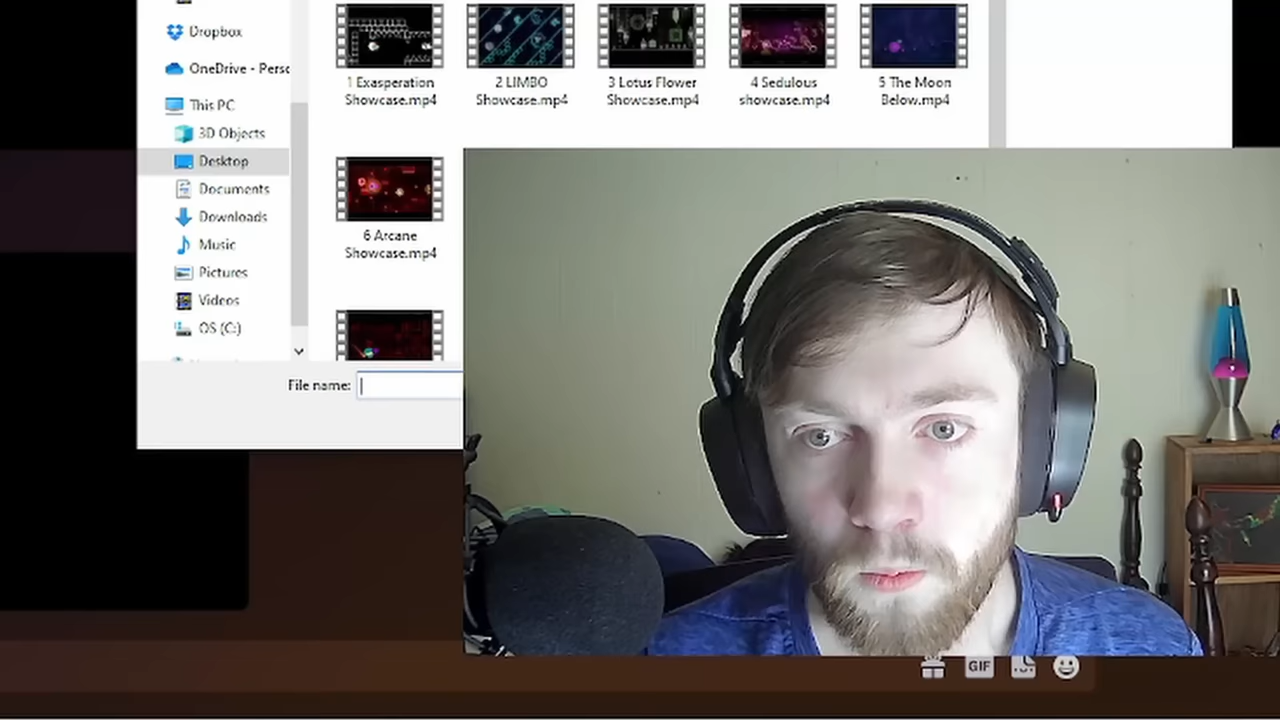 Dropbox
OneDrive - Persc
This PC
3D Objects
Desktop
Documents
Downloads
Music
Pictures
Videos
OS (C:)
1 Exasperation
Showcase.mp4
2 LIMBO
Showcase.mp4
3 Lotus Flower
Showcase.mp4
4 Sedulous
showcase.mp4
5 The Moon
Below.mp4
6 Arcane
Showcase.mp4
File name:
GIF